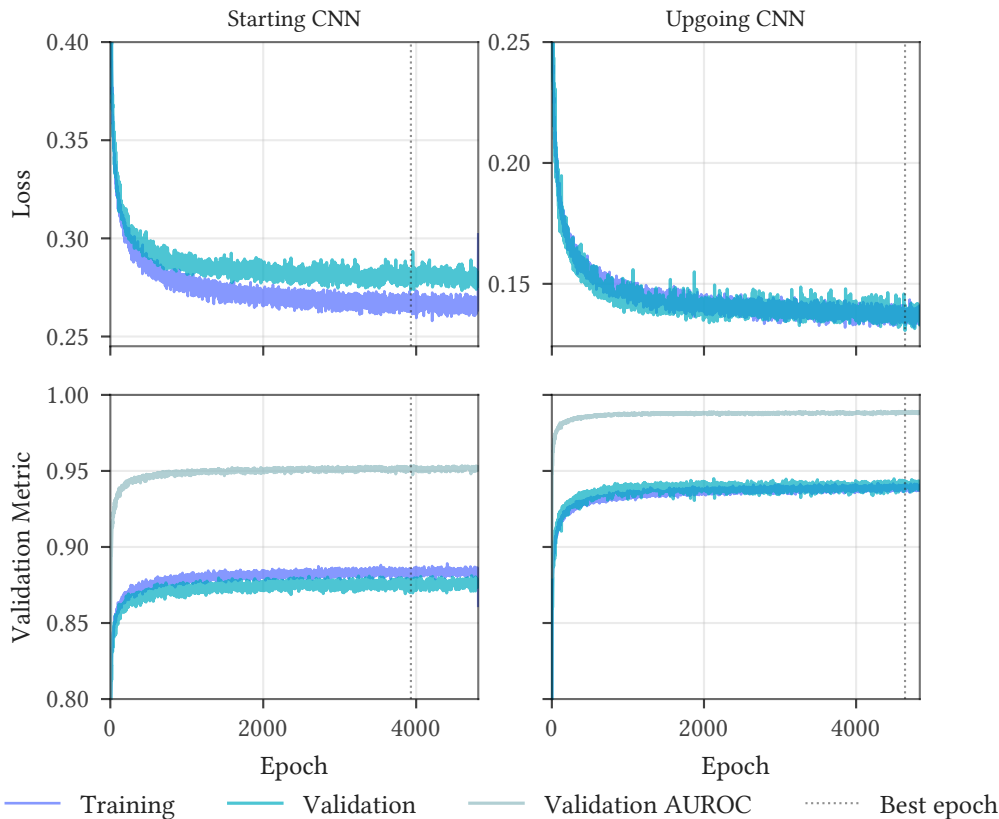 Starting CNN
Upgoing CNN
0.40
0.35
0.30
0.25
Loss
0.25
0.20
0.15
1.00
0.95
0.90
0.85
0.80
Validation Metric
0
2000
4000
Epoch
0
2000
4000
Epoch
Training
Validation
Validation AUROC
Best epoch